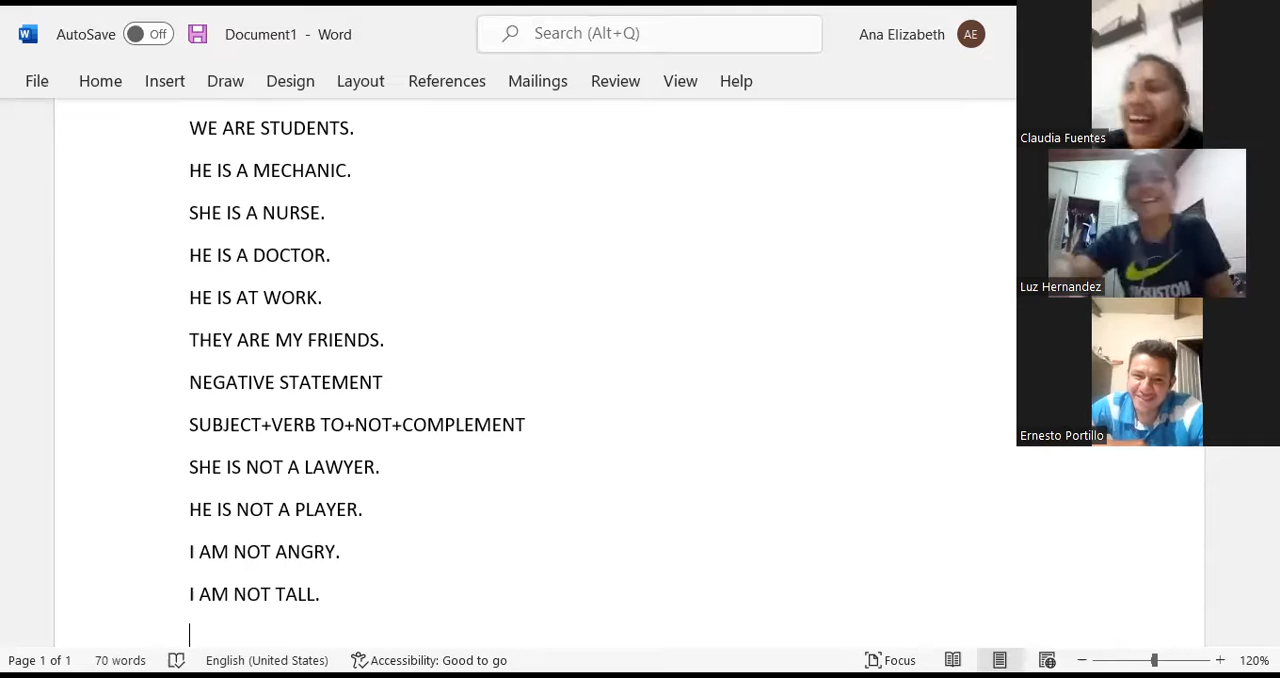 AutoSave Off Document1 - Word Search (Alt+Q) Ana Elizabeth AE
File Home Insert Draw Design Layout References Mailings Review View Help
WE ARE STUDENTS.
HE IS A MECHANIC.
SHE IS A NURSE.
HE IS A DOCTOR.
HE IS AT WORK.
THEY ARE MY FRIENDS.
NEGATIVE STATEMENT
SUBJECT+VERB TO+NOT+COMPLEMENT
SHE IS NOT A LAWYER.
HE IS NOT A PLAYER.
I AM NOT ANGRY.
I AM NOT TALL.
Claudia Fuentes
Luz Hernandez
HOUSTON
Ernesto Portillo
Page 1 of 1 70 words English (United States) Accessibility: Good to go Focus 120%